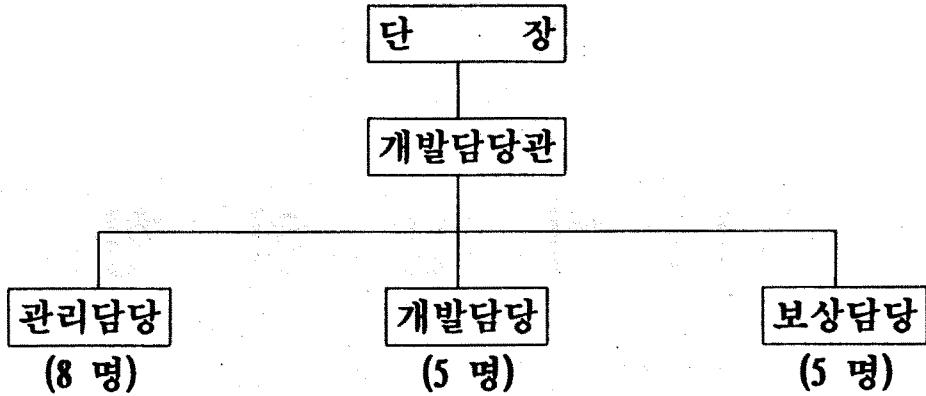 단 장
개발담당관
관리담당 개발담당 보상담당
(8 명) (5 명) (5 명)